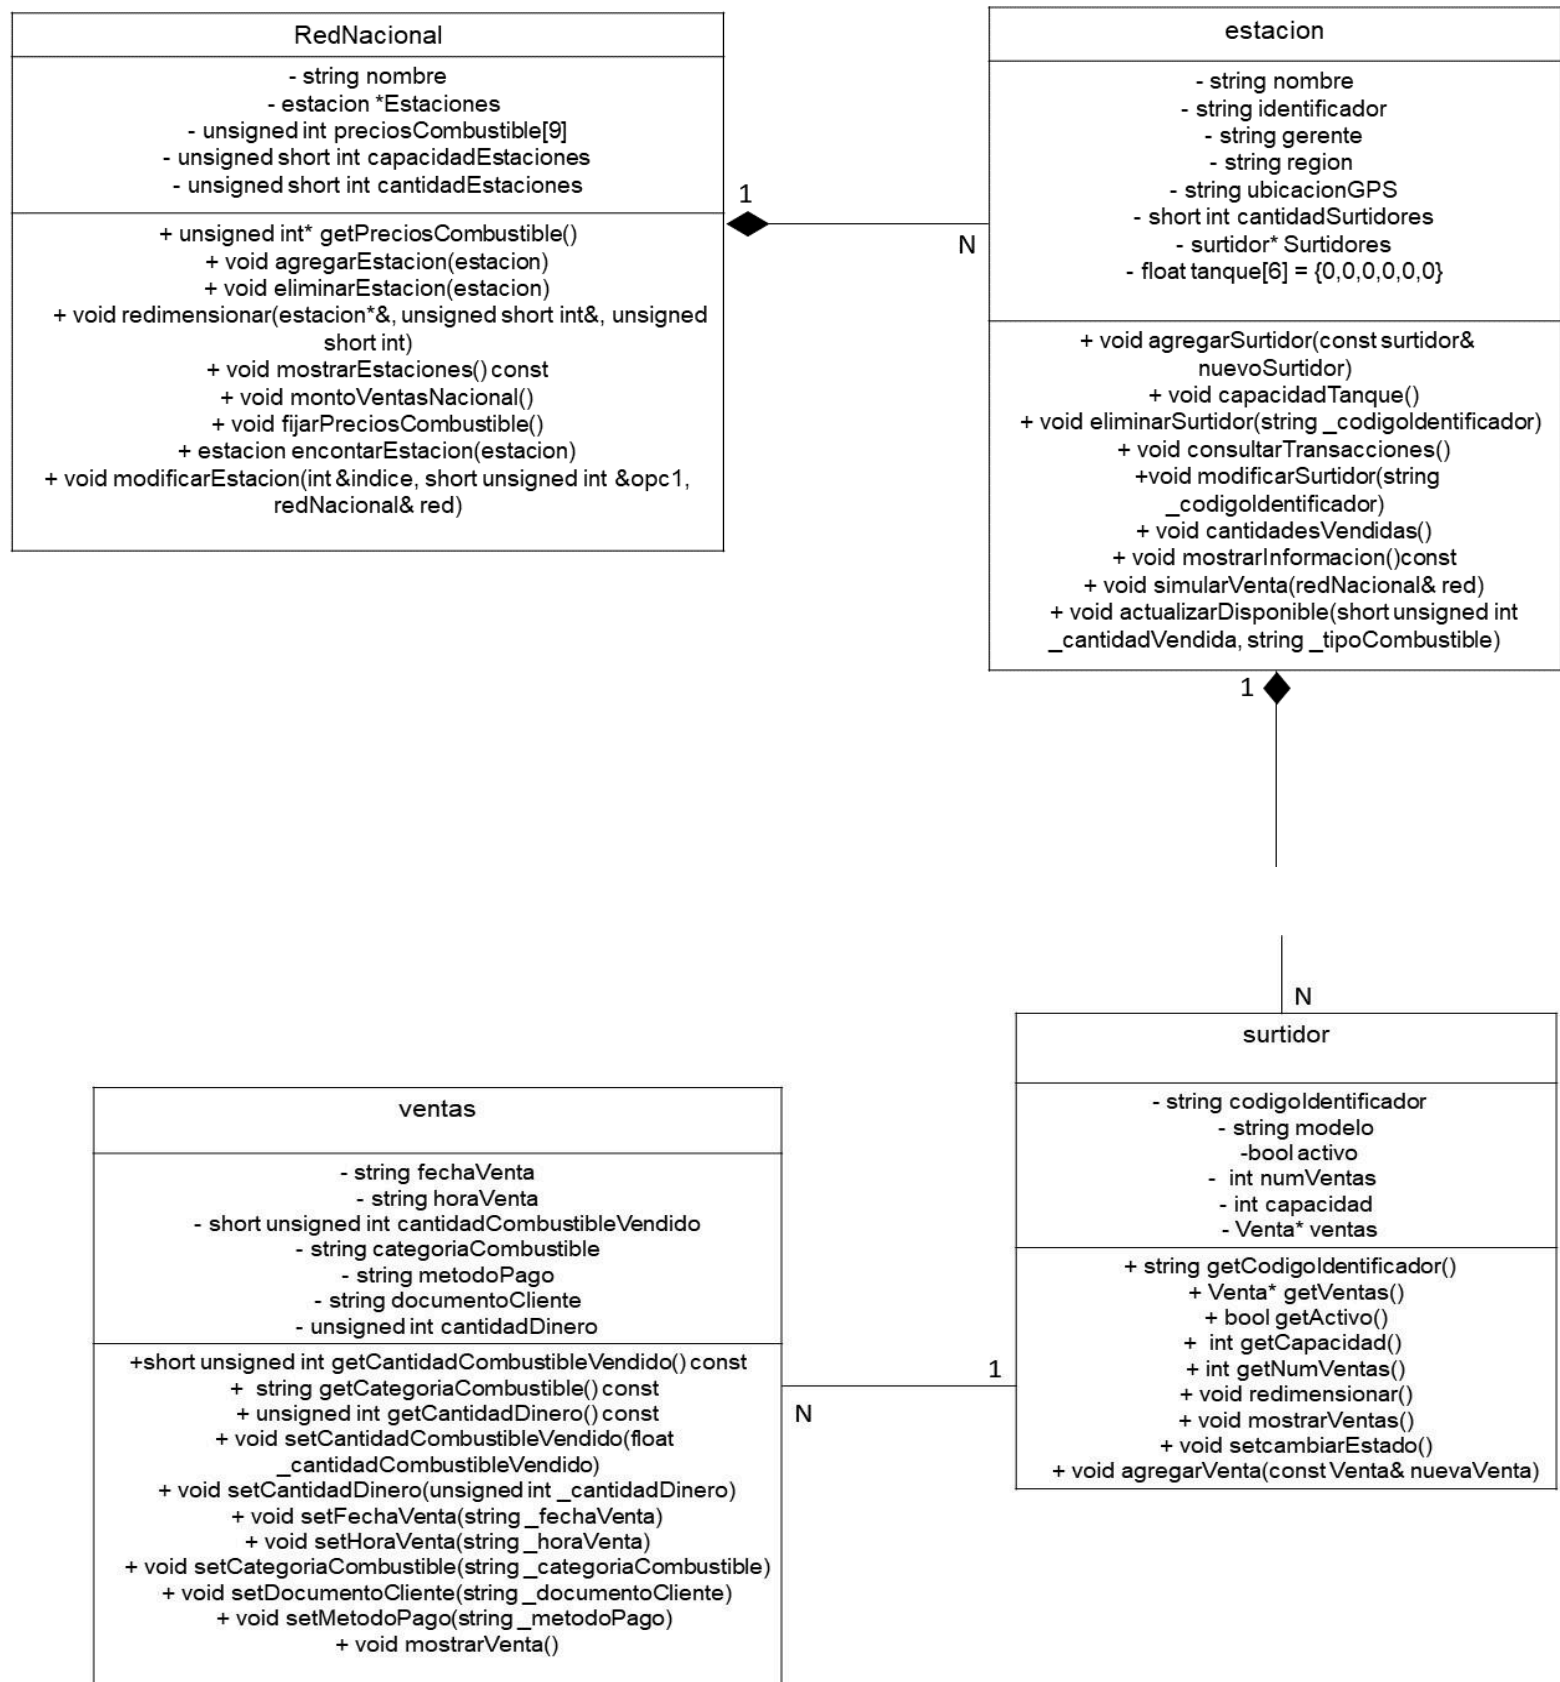 RedNacional
- string nombre
- estacion *Estaciones
- unsigned int preciosCombustible[9]
- unsigned short int capacidadEstaciones
- unsigned short int cantidadEstaciones
+ unsigned int* getPreciosCombustible()
+ void agregarEstacion(estacion)
+ void eliminarEstacion(estacion)
+ void redimensionar(estacion*&, unsigned short int&, unsigned
short int)
+ void mostrarEstaciones() const
+ void montoVentasNacional()
+ void fijarPreciosCombustible()
+ estacion encontarEstacion(estacion)
+ void modificarEstacion(int &indice, short unsigned int &opc1,
redNacional& red)
1
N
estacion
- string nombre
- string identificador
- string gerente
- string region
- string ubicacionGPS
- short int cantidadSurtidores
- surtidor* Surtidores
- float tanque[6] = {0,0,0,0,0,0}
+ void agregarSurtidor(const surtidor&
nuevoSurtidor)
+ void capacidadTanque()
+ void eliminarSurtidor(string _codigoIdentificador)
+ void consultarTransacciones()
+void modificarSurtidor(string
_codigoIdentificador)
+ void cantidadesVendidas()
+ void mostrarInformacion()const
+ void simularVenta(redNacional& red)
+ void actualizarDisponible(short unsigned int
_cantidadVendida, string _tipoCombustible)
1
N
surtidor
- string codigoIdentificador
- string modelo
-bool activo
- int numVentas
- int capacidad
- Venta* ventas
+ string getCodigoIdentificador()
+ Venta* getVentas()
+ bool getActivo()
+ int getCapacidad()
+ int getNumVentas()
+ void redimensionar()
+ void mostrarVentas()
+ void setcambiarEstado()
+ void agregarVenta(const Venta& nuevaVenta)
1
N
ventas
- string fechaVenta
- string horaVenta
- short unsigned int cantidadCombustibleVendido
- string categoriaCombustible
- string metodoPago
- string documentoCliente
- unsigned int cantidadDinero
+short unsigned int getCantidadCombustibleVendido() const
+ string getCategoriaCombustible() const
+ unsigned int getCantidadDinero() const
+ void setCantidadCombustibleVendido(float
_cantidadCombustibleVendido)
+ void setCantidadDinero(unsigned int _cantidadDinero)
+ void setFechaVenta(string _fechaVenta)
+ void setHoraVenta(string _horaVenta)
+ void setCategoriaCombustible(string _categoriaCombustible)
+ void setDocumentoCliente(string _documentoCliente)
+ void setMetodoPago(string _metodoPago)
+ void mostrarVenta()